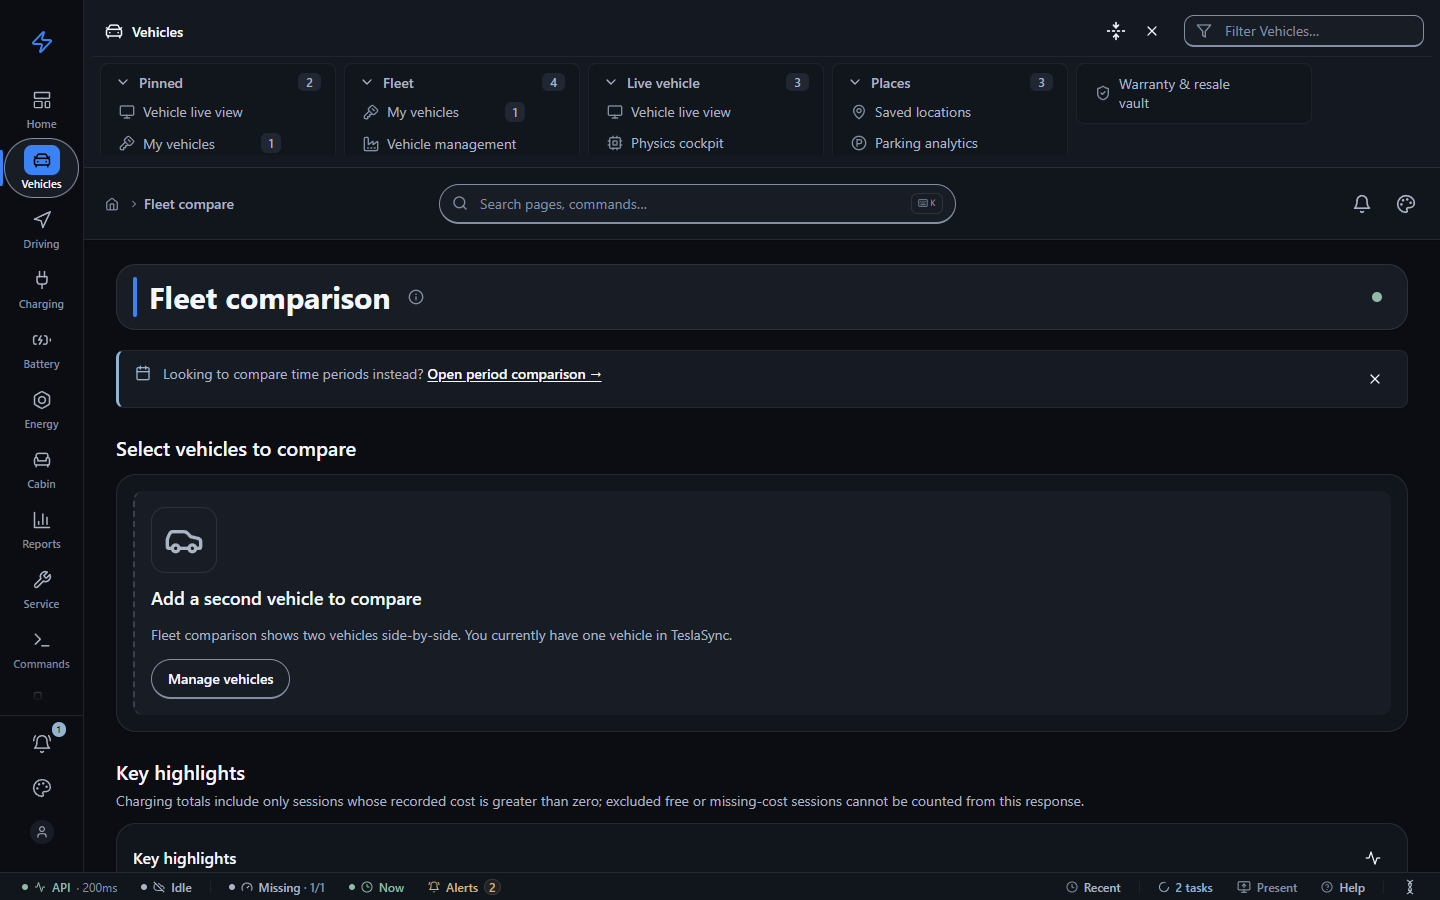 Vehicles
Filter Vehicles...
Pinned 2
Vehicle live view
My vehicles 1
Fleet 4
My vehicles 1
Vehicle management
Live vehicle 3
Vehicle live view
Physics cockpit
Places 3
Saved locations
Parking analytics
Warranty & resale
vault
Home
Vehicles
Driving
Charging
Battery
Energy
Cabin
Reports
Service
Commands
1
Fleet compare
Search pages, commands...
K
Fleet comparison
Looking to compare time periods instead? Open period comparison →
Select vehicles to compare
Add a second vehicle to compare
Fleet comparison shows two vehicles side-by-side. You currently have one vehicle in TeslaSync.
Manage vehicles
Key highlights
Charging totals include only sessions whose recorded cost is greater than zero; excluded free or missing-cost sessions cannot be counted from this response.
Key highlights
API · 200ms
Idle
Missing · 1/1
Now
Alerts 2
Recent
2 tasks
Present
Help